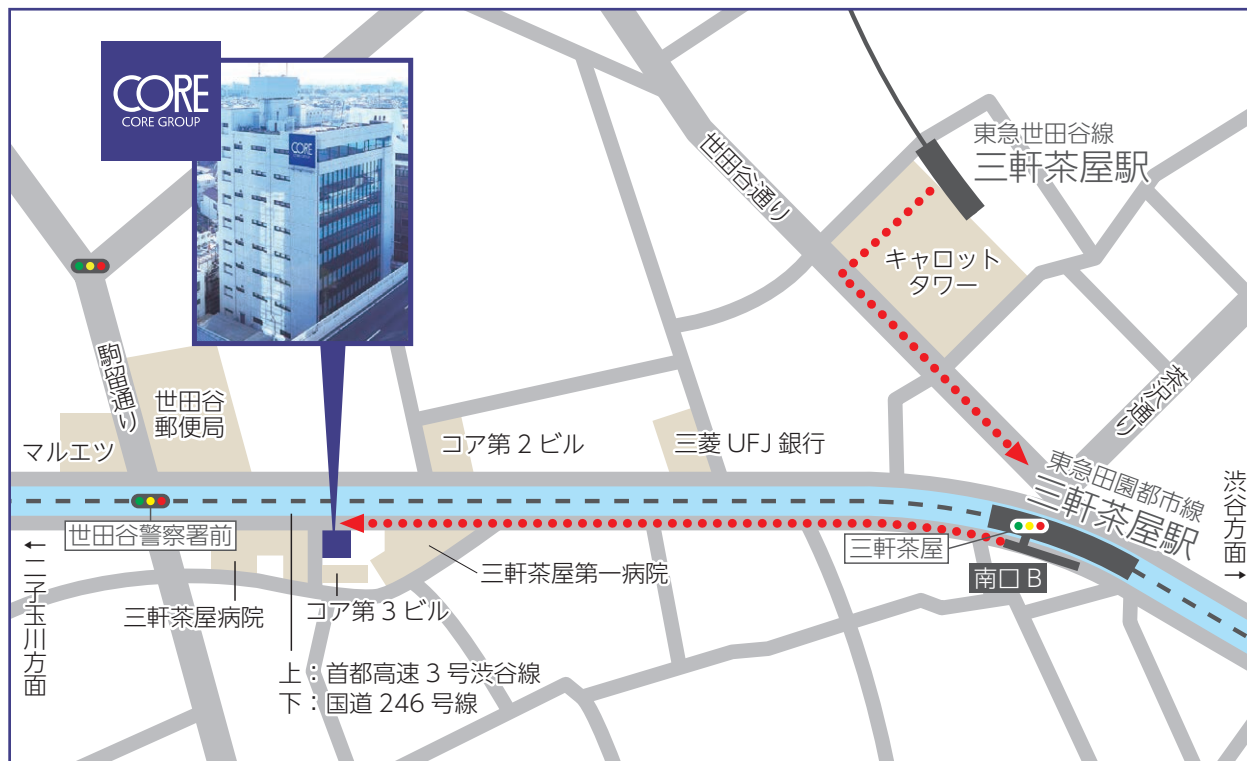 CORE
CORE GROUP
CORE
東急世田谷線
三軒茶屋駅
世田谷通り
キャロット
タワー
茶沢通り
駒留通り
世田谷
郵便局
マルエツ
コア第2ビル
三菱 UFJ 銀行
東急田園都市線
三軒茶屋駅
渋谷方面→
世田谷警察署前
三軒茶屋
南口 B
←二子玉川方面
三軒茶屋病院
コア第3ビル
三軒茶屋第一病院
上：首都高速3号渋谷線
下：国道 246 号線